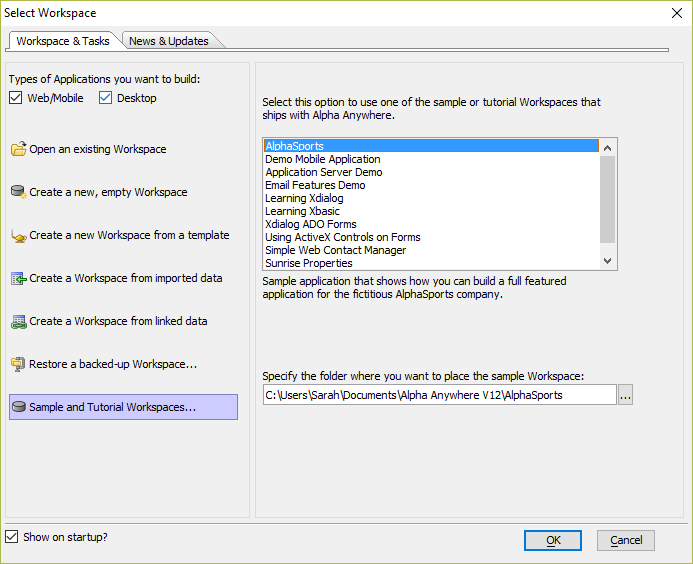 Select Workspace
Workspace & Tasks
News & Updates
Types of Applications you want to build:
Web/Mobile
Desktop
Open an existing Workspace
Create a new, empty Workspace
Create a new Workspace from a template
Create a Workspace from imported data
Create a Workspace from linked data
Restore a backed-up Workspace...
Sample and Tutorial Workspaces...
Select this option to use one of the sample or tutorial Workspaces that
ships with Alpha Anywhere.
AlphaSports
Demo Mobile Application
Application Server Demo
Email Features Demo
Learning Xdialog
Learning Xbasic
Xdialog ADO Forms
Using ActiveX Controls on Forms
Simple Web Contact Manager
Sunrise Properties
Sample application that shows how you can build a full featured
application for the fictitious AlphaSports company.
Specify the folder where you want to place the sample Workspace:
C:\Users\Sarah\Documents\Alpha Anywhere V12\AlphaSports
...
Show on startup?
OK
Cancel